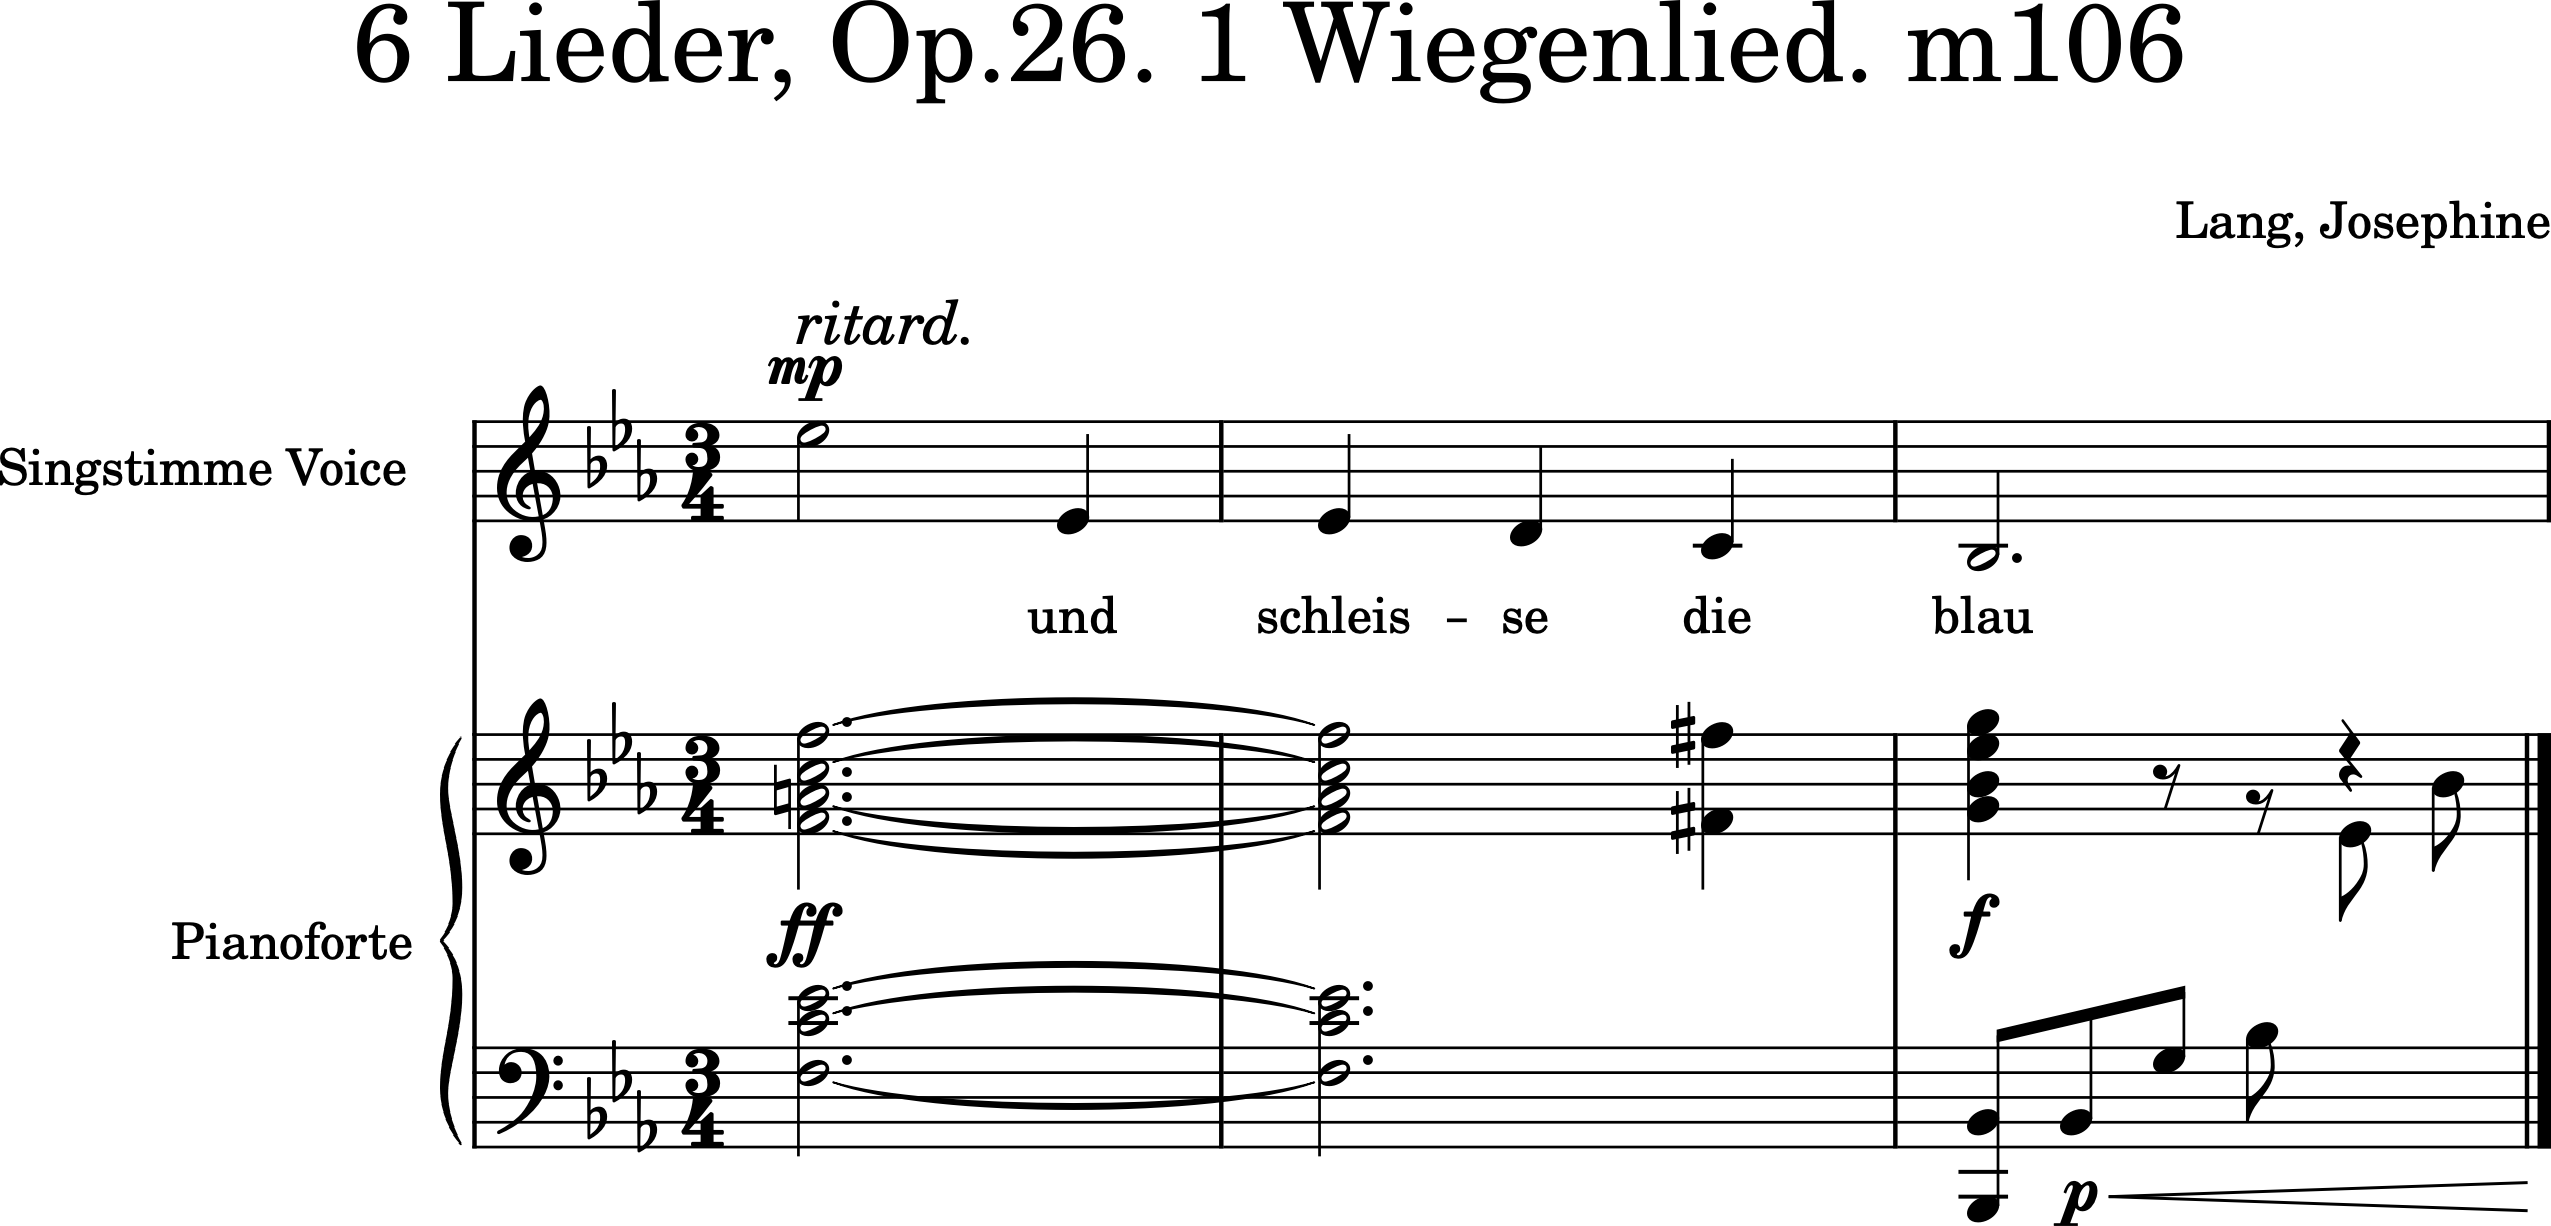 6 Lieder, Op.26. 1 Wiegenlied. m106
Lang, Josephine
ritard.
mp
Singstimme Voice
und schleis – se die blau
ff
f
Pianoforte
p